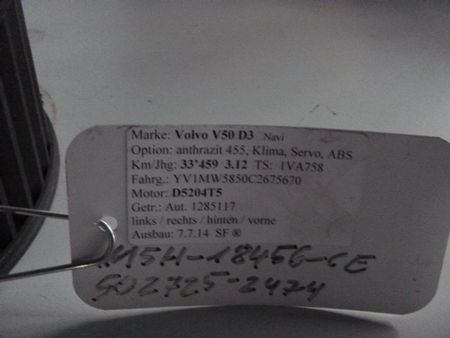 Marke: Volvo V50 D3 Navi
Option: anthrazit 455, Klima, Servo, ABS
Km/Jhg: 33'459 3.12 TS: 1VA758
Fahrg.: YV1MW5850C2675670
Motor: D5204T5
Getr.: Aut. 1285117
links / rechts / hinten / vorne
Ausbau: 7.7.14 SF ®
-18456-CE
902725-2474